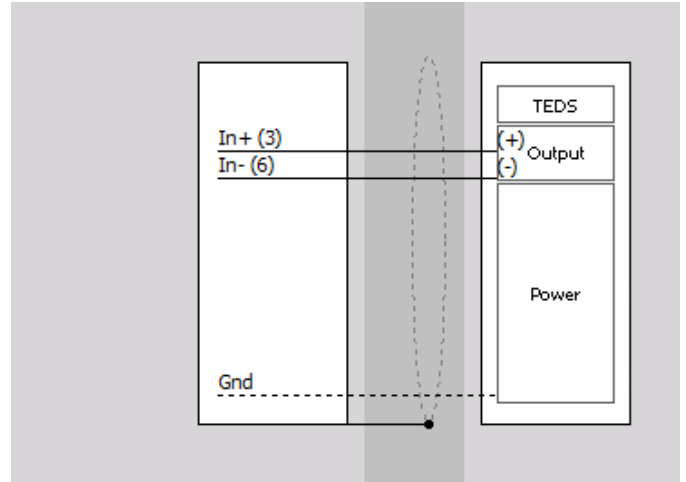 TEDS
In+ (3)
(+)
Output
In- (6)
(-)
Power
Gnd